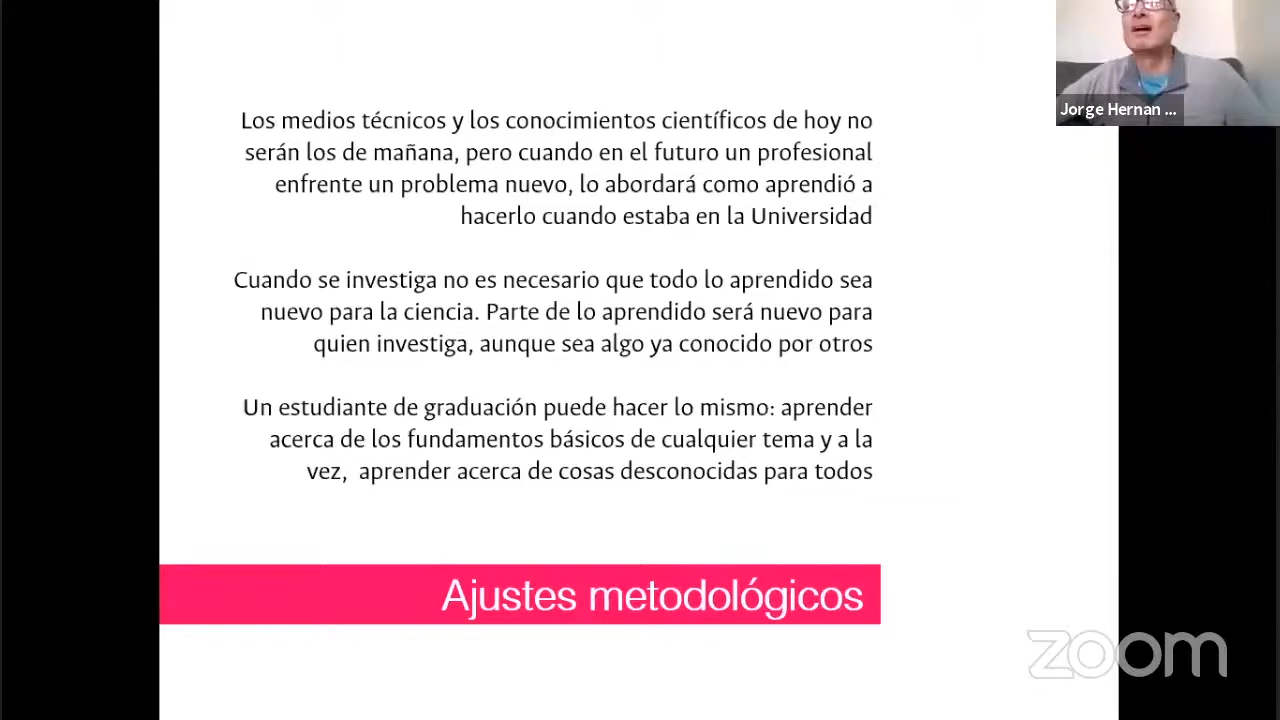 Los medios técnicos y los conocimientos científicos de hoy no
serán los de mañana, pero cuando en el futuro un profesional
enfrente un problema nuevo, lo abordará como aprendió a
hacerlo cuando estaba en la Universidad
Cuando se investiga no es necesario que todo lo aprendido sea
nuevo para la ciencia. Parte de lo aprendido será nuevo para
quien investiga, aunque sea algo ya conocido por otros
Un estudiante de graduación puede hacer lo mismo: aprender
acerca de los fundamentos básicos de cualquier tema y a la
vez,  aprender acerca de cosas desconocidas para todos
Ajustes metodológicos
Jorge Hernan ...
zoom